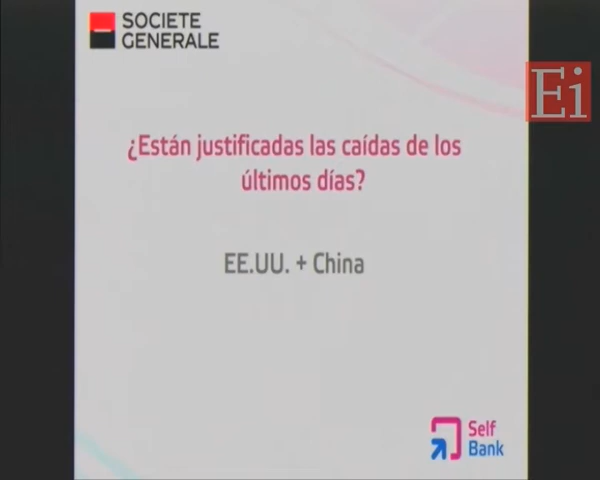 SOCIETE
GENERALE
Ei
¿Están justificadas las caídas de los
últimos días?
EE.UU. + China
Self
Bank